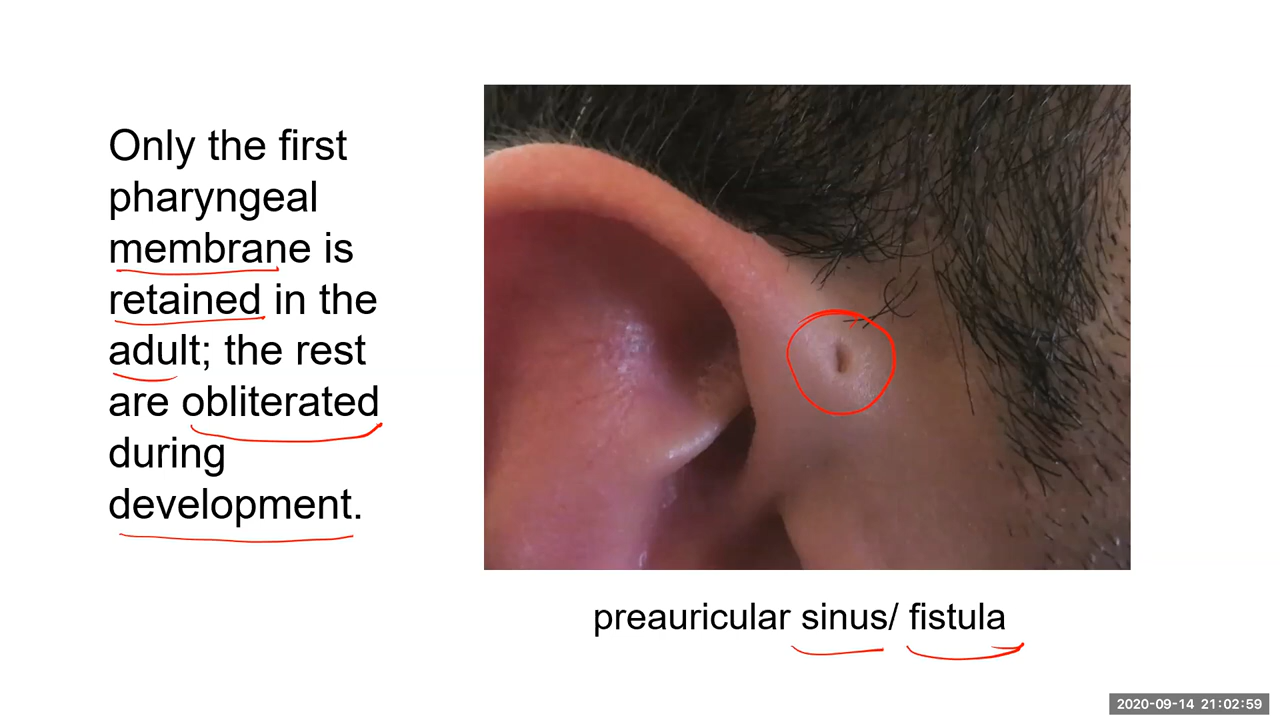 Only the first
pharyngeal
membrane is
retained in the
adult; the rest
are obliterated
during
development.
preauricular sinus/ fistula
2020-09-14 21:02:59